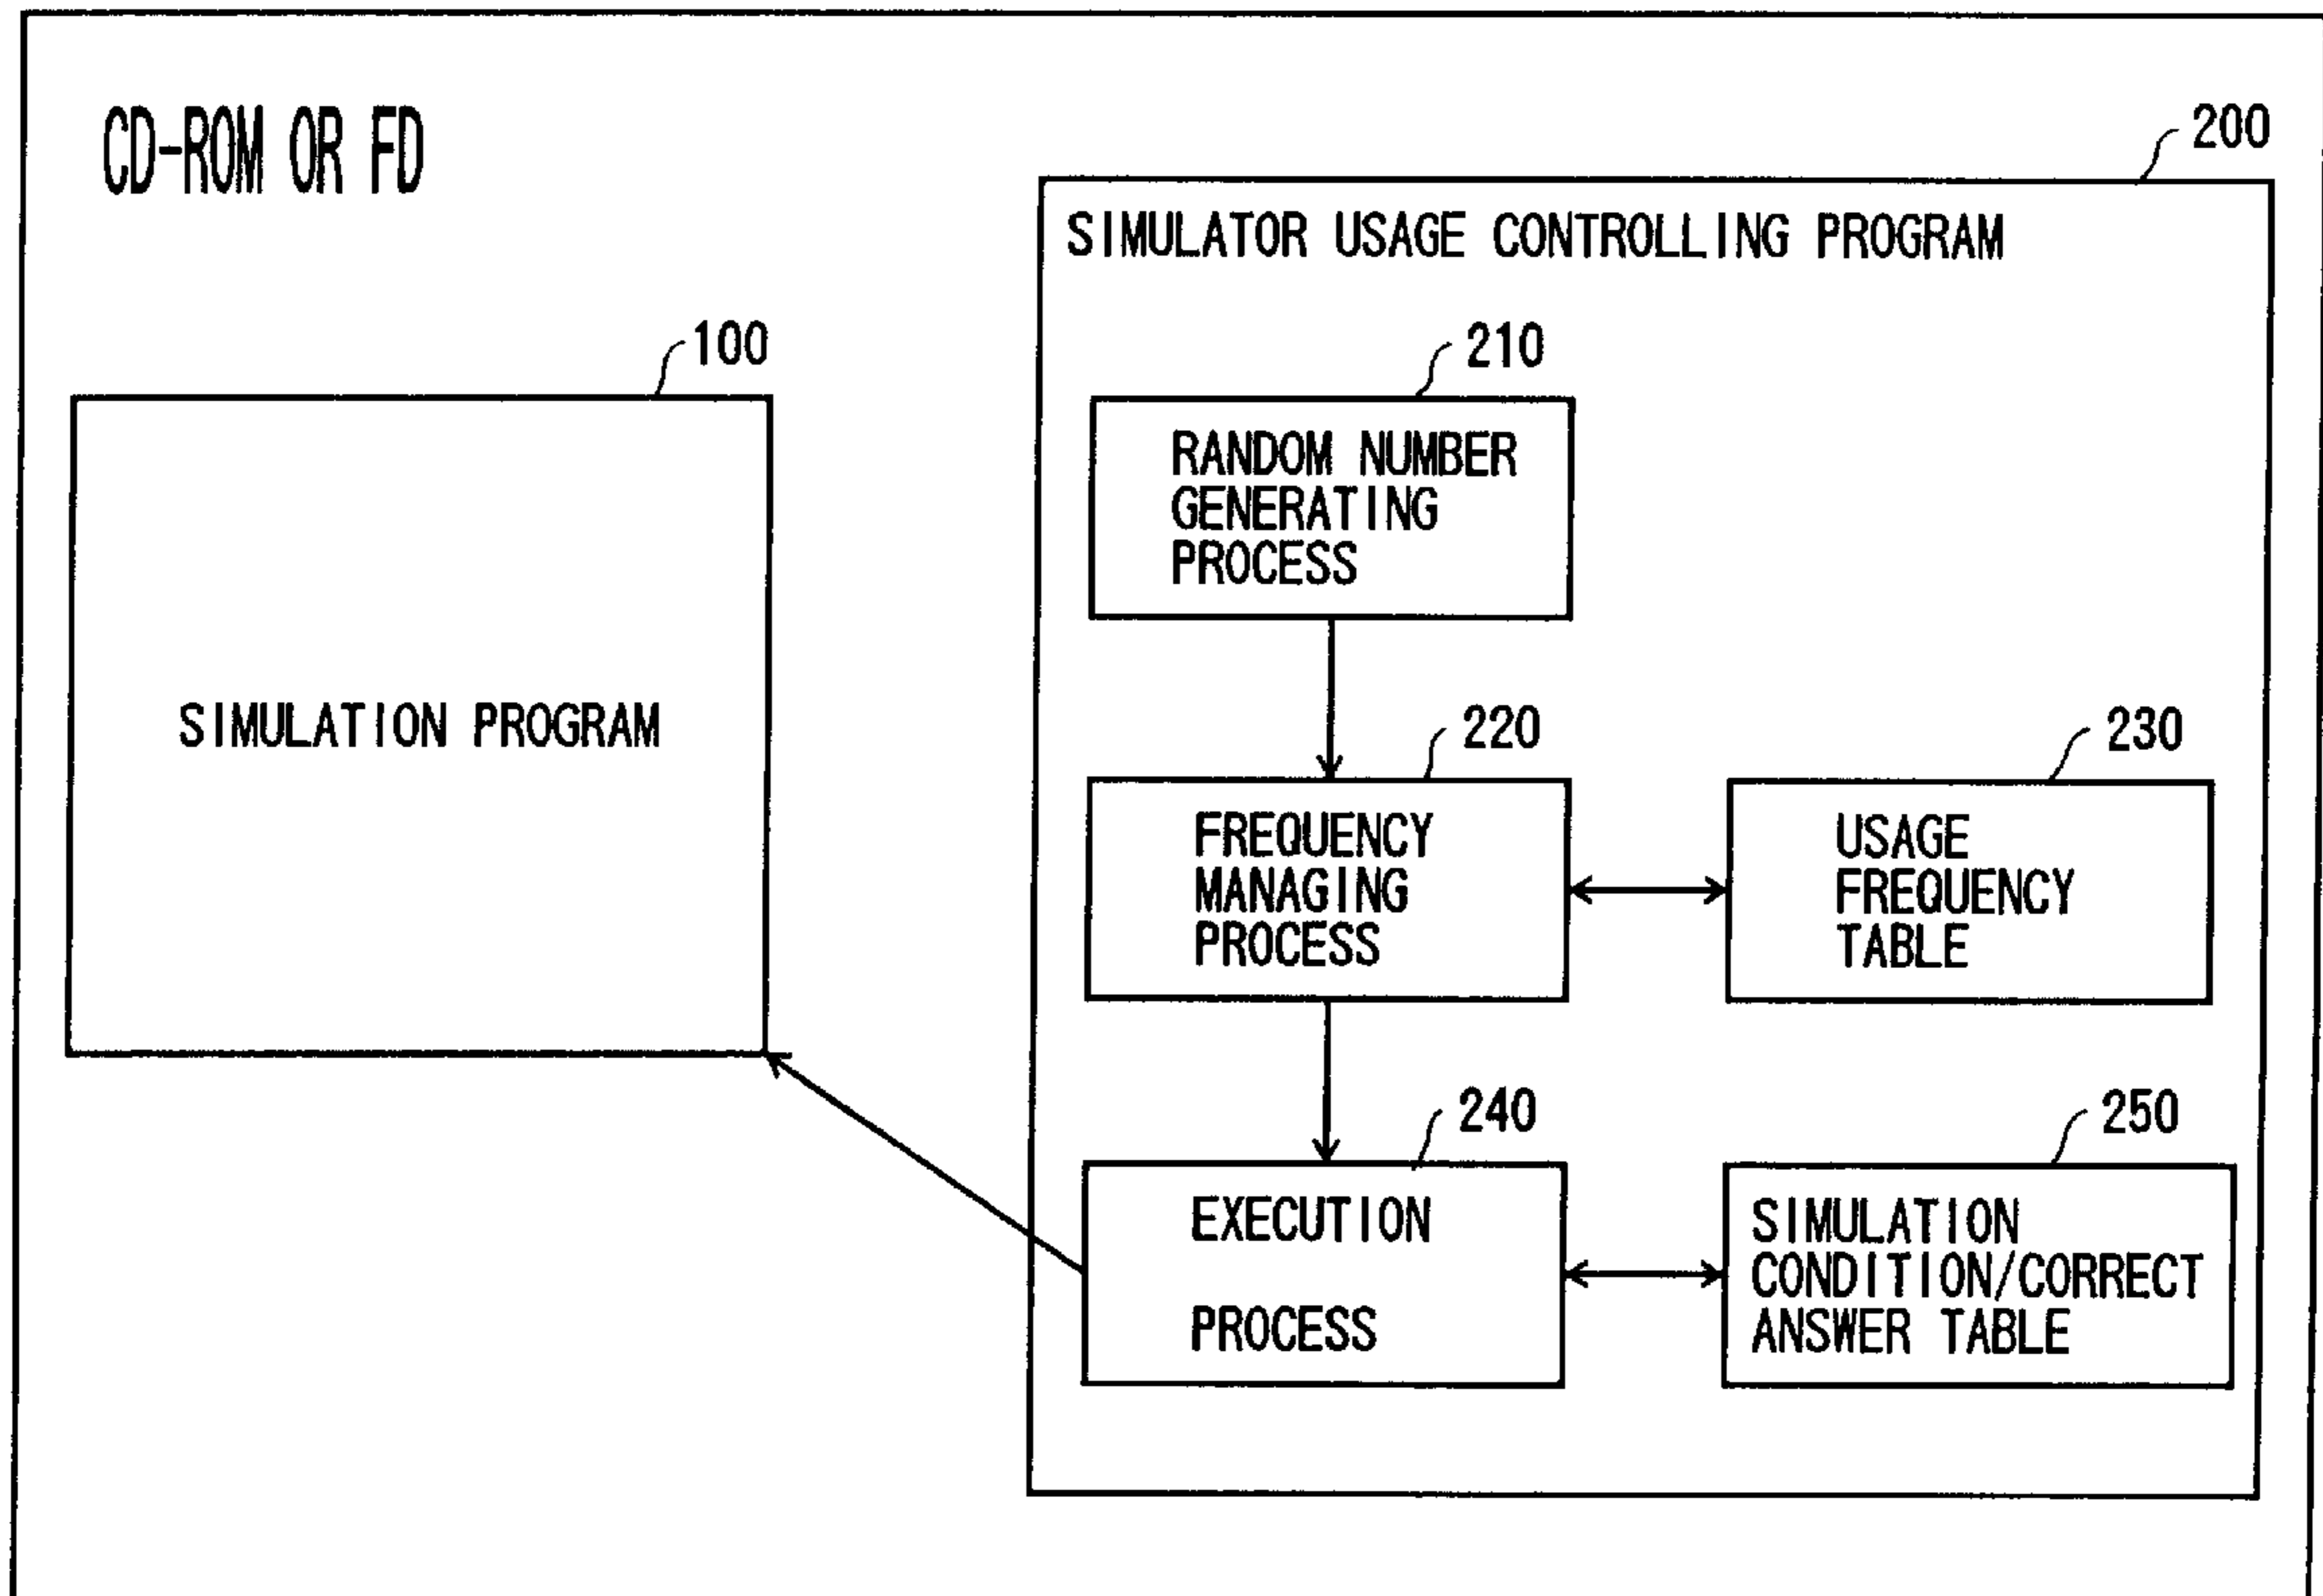 CD-ROM OR FD
200
SIMULATOR USAGE CONTROLLING PROGRAM
100
SIMULATION PROGRAM
210
RANDOM NUMBER
GENERATING
PROCESS
220
FREQUENCY
MANAGING
PROCESS
230
USAGE
FREQUENCY
TABLE
240
EXECUTION
PROCESS
250
SIMULATION
CONDITION/CORRECT
ANSWER TABLE